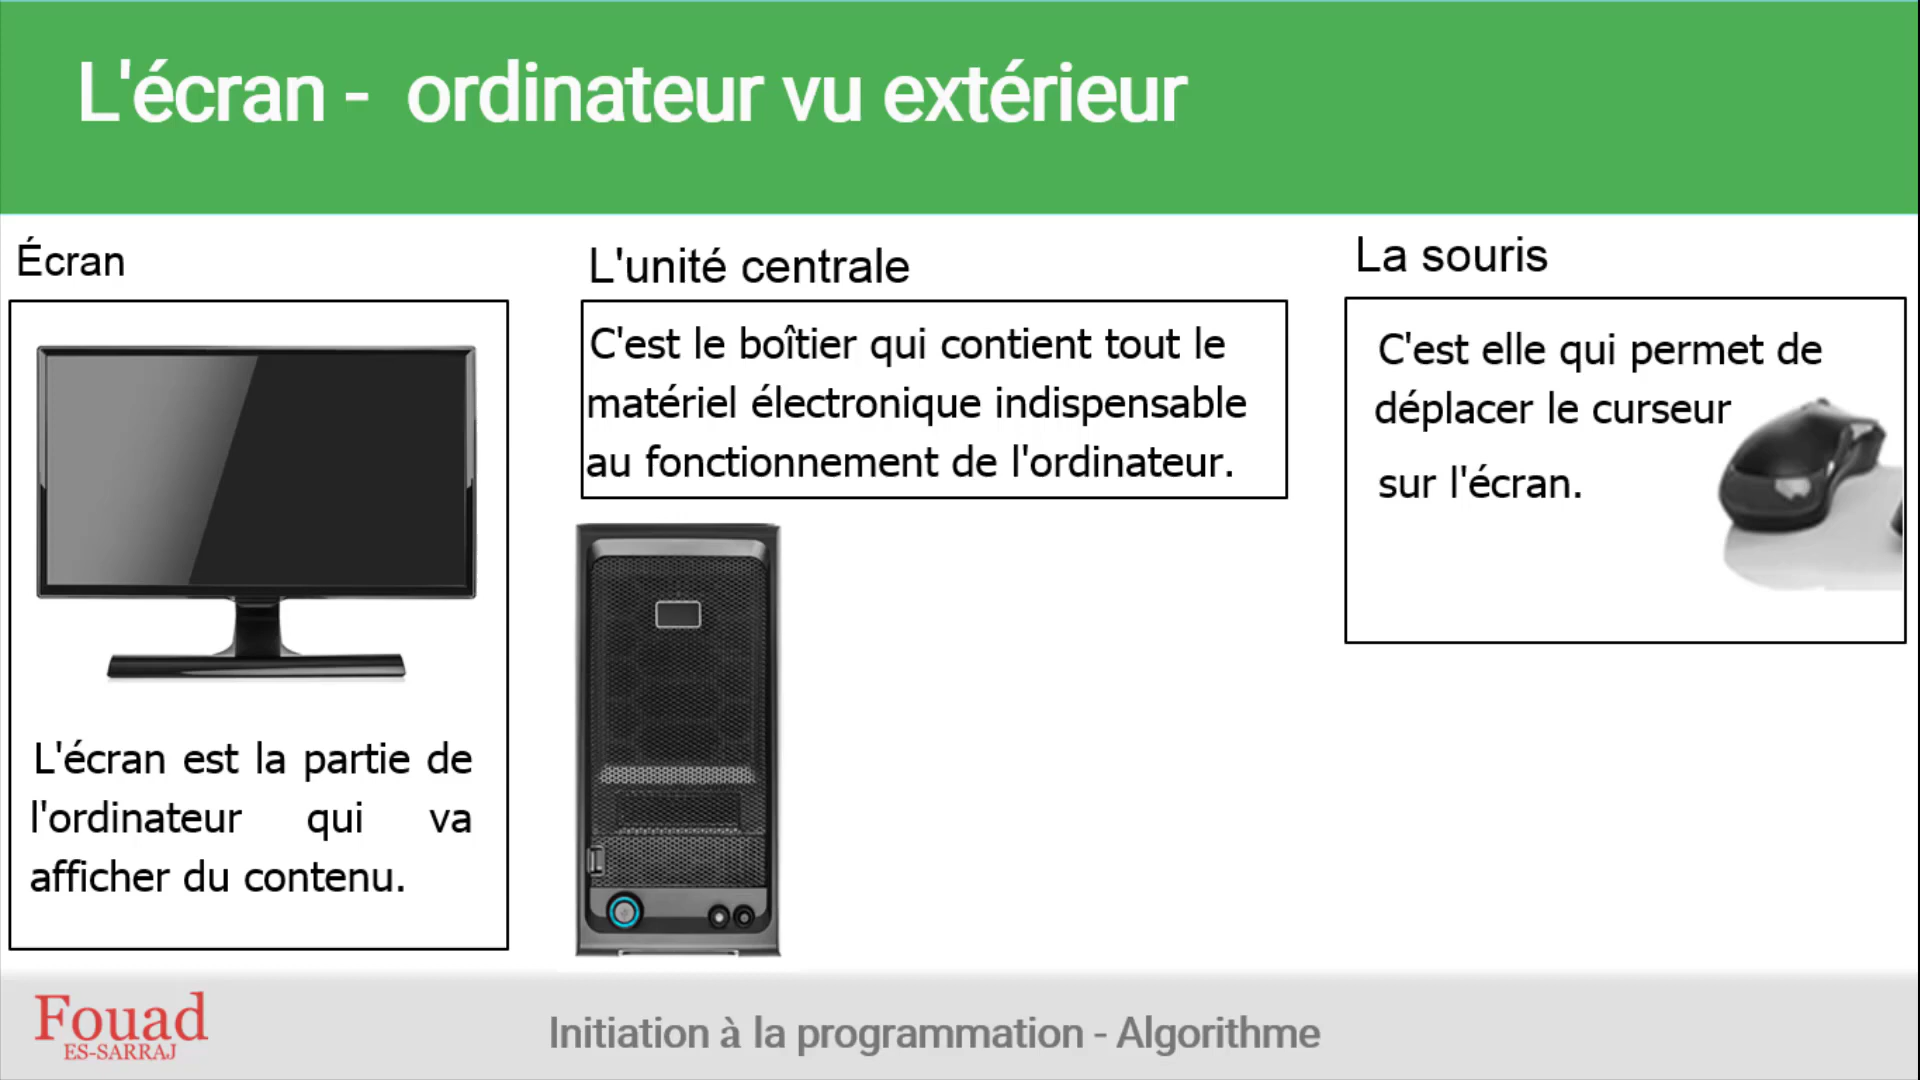 L'écran - ordinateur vu extérieur
Écran
L'écran est la partie de
l'ordinateur qui va
afficher du contenu.
L'unité centrale
C'est le boîtier qui contient tout le
matériel électronique indispensable
au fonctionnement de l'ordinateur.
La souris
C'est elle qui permet de
déplacer le curseur
sur l'écran.
Fouad
ES-SARRAJ
Initiation à la programmation - Algorithme